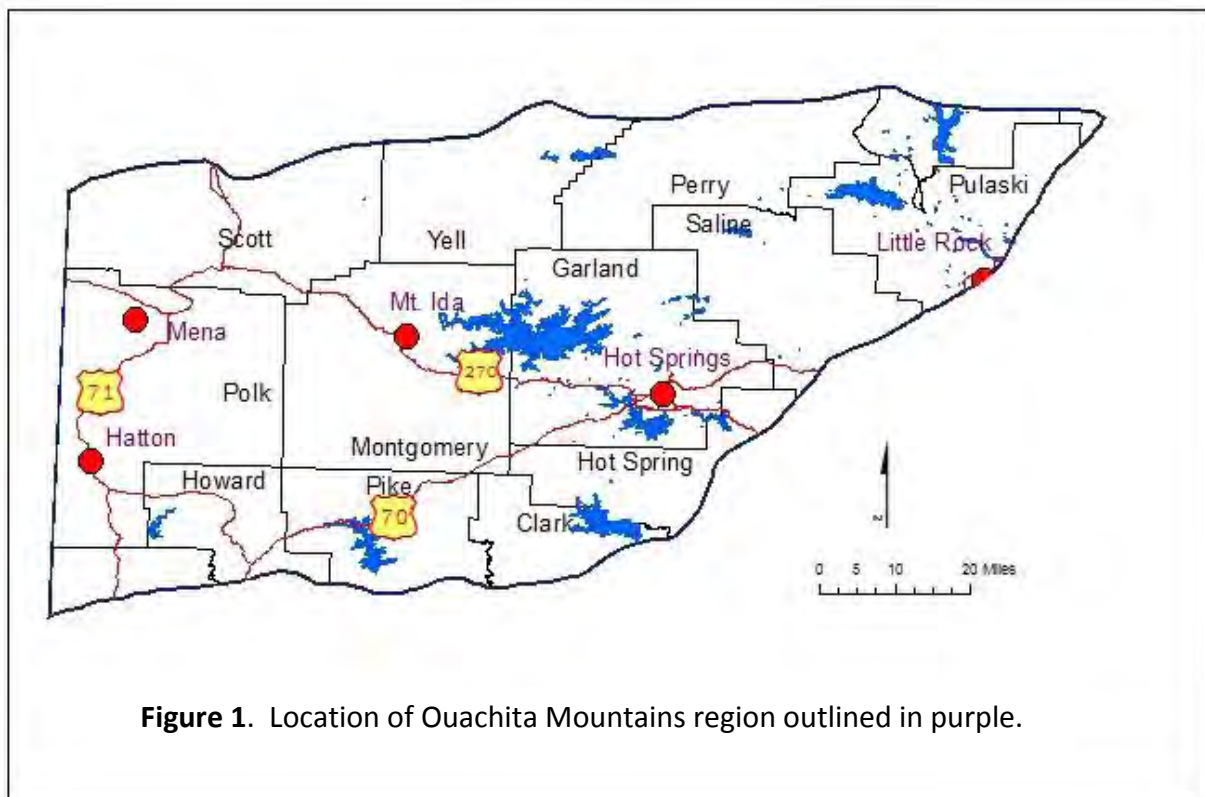 Perry
Pulaski
Saline
Scott
Yell
Little Rock
Garland
Mt. Ida
Mena
Hot Springs
270
71
Polk
Hatton
Montgomery
Hot Spring
Howard
Pike
70
Clark
N
0 5 10 20 Miles
Figure 1. Location of Ouachita Mountains region outlined in purple.